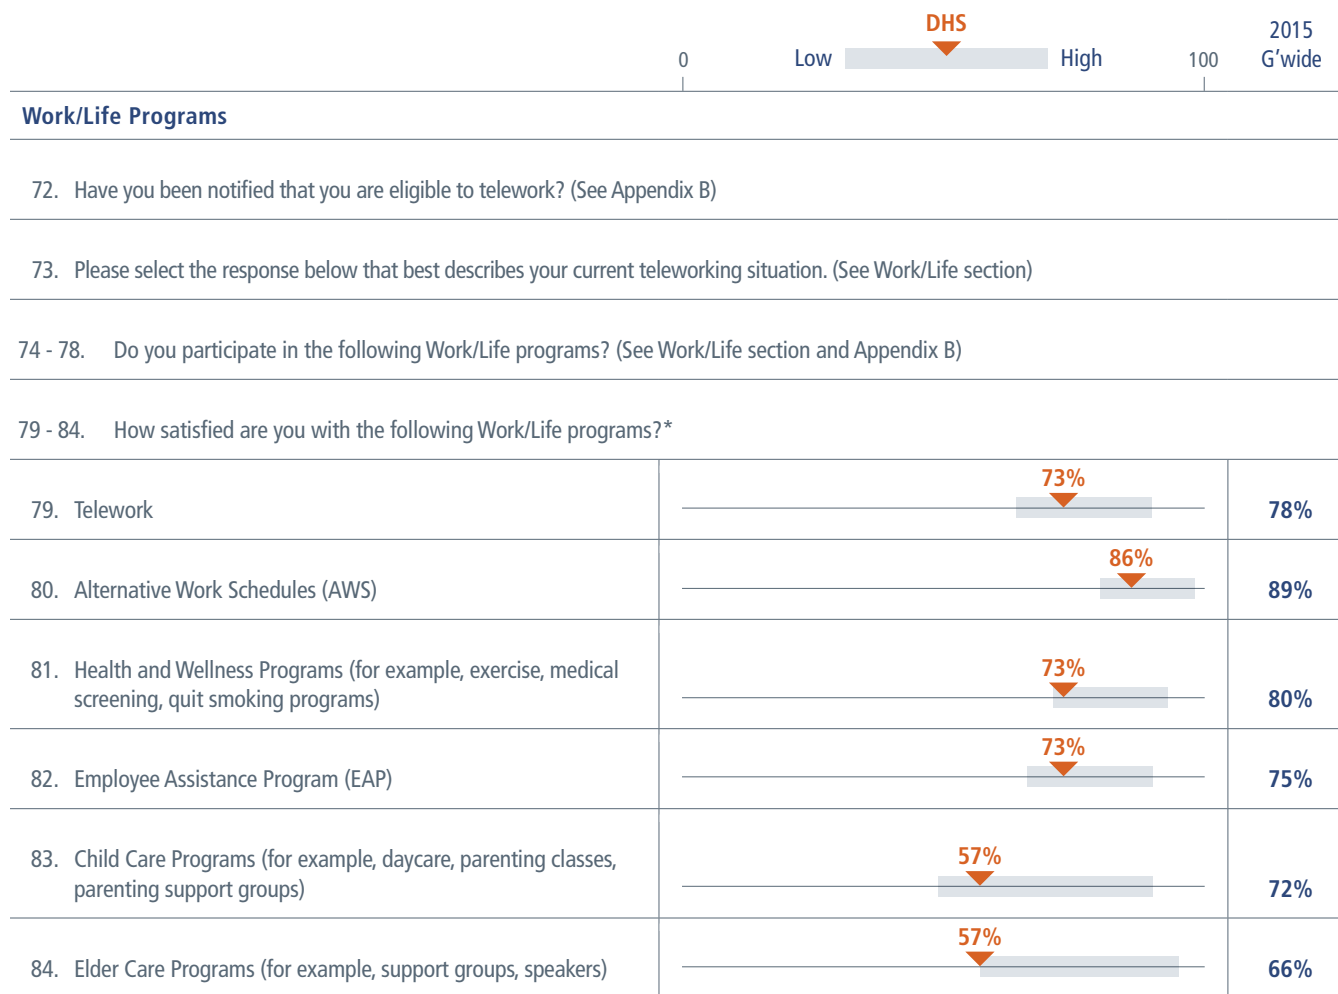 DHS
2015
0 Low High 100 G'wide
Work/Life Programs
72. Have you been notified that you are eligible to telework? (See Appendix B)
73. Please select the response below that best describes your current teleworking situation. (See Work/Life section)
74 - 78. Do you participate in the following Work/Life programs? (See Work/Life section and Appendix B)
79 - 84. How satisfied are you with the following Work/Life programs?*
73%
79. Telework 78%
86%
80. Alternative Work Schedules (AWS) 89%
81. Health and Wellness Programs (for example, exercise, medical 73%
screening, quit smoking programs) 80%
73%
82. Employee Assistance Program (EAP) 75%
83. Child Care Programs (for example, daycare, parenting classes, 57%
parenting support groups) 72%
57%
84. Elder Care Programs (for example, support groups, speakers) 66%